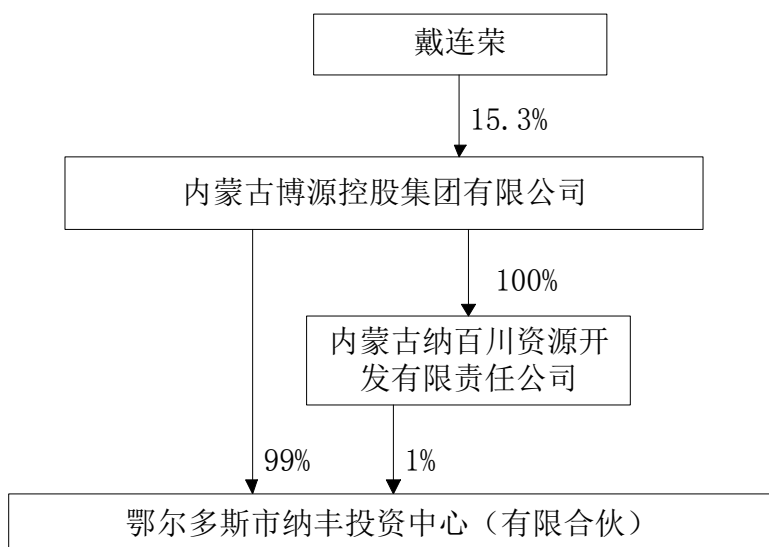 戴连荣
15.3%
内蒙古博源控股集团有限公司
100%
内蒙古纳百川资源开
发有限责任公司
99%
1%
鄂尔多斯市纳丰投资中心（有限合伙）